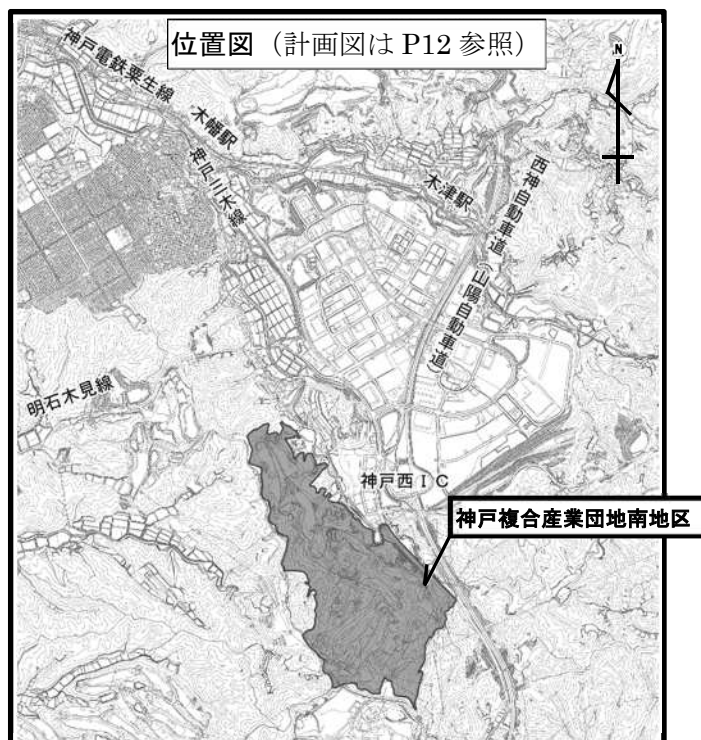 位置図（計画図は P12 参照）
N
神戸電鉄粟生線
木幡駅
神戸三木線
木津駅
西神自動車道（山陽自動車道）
明石木見線
神戸西ＩＣ
神戸複合産業団地南地区